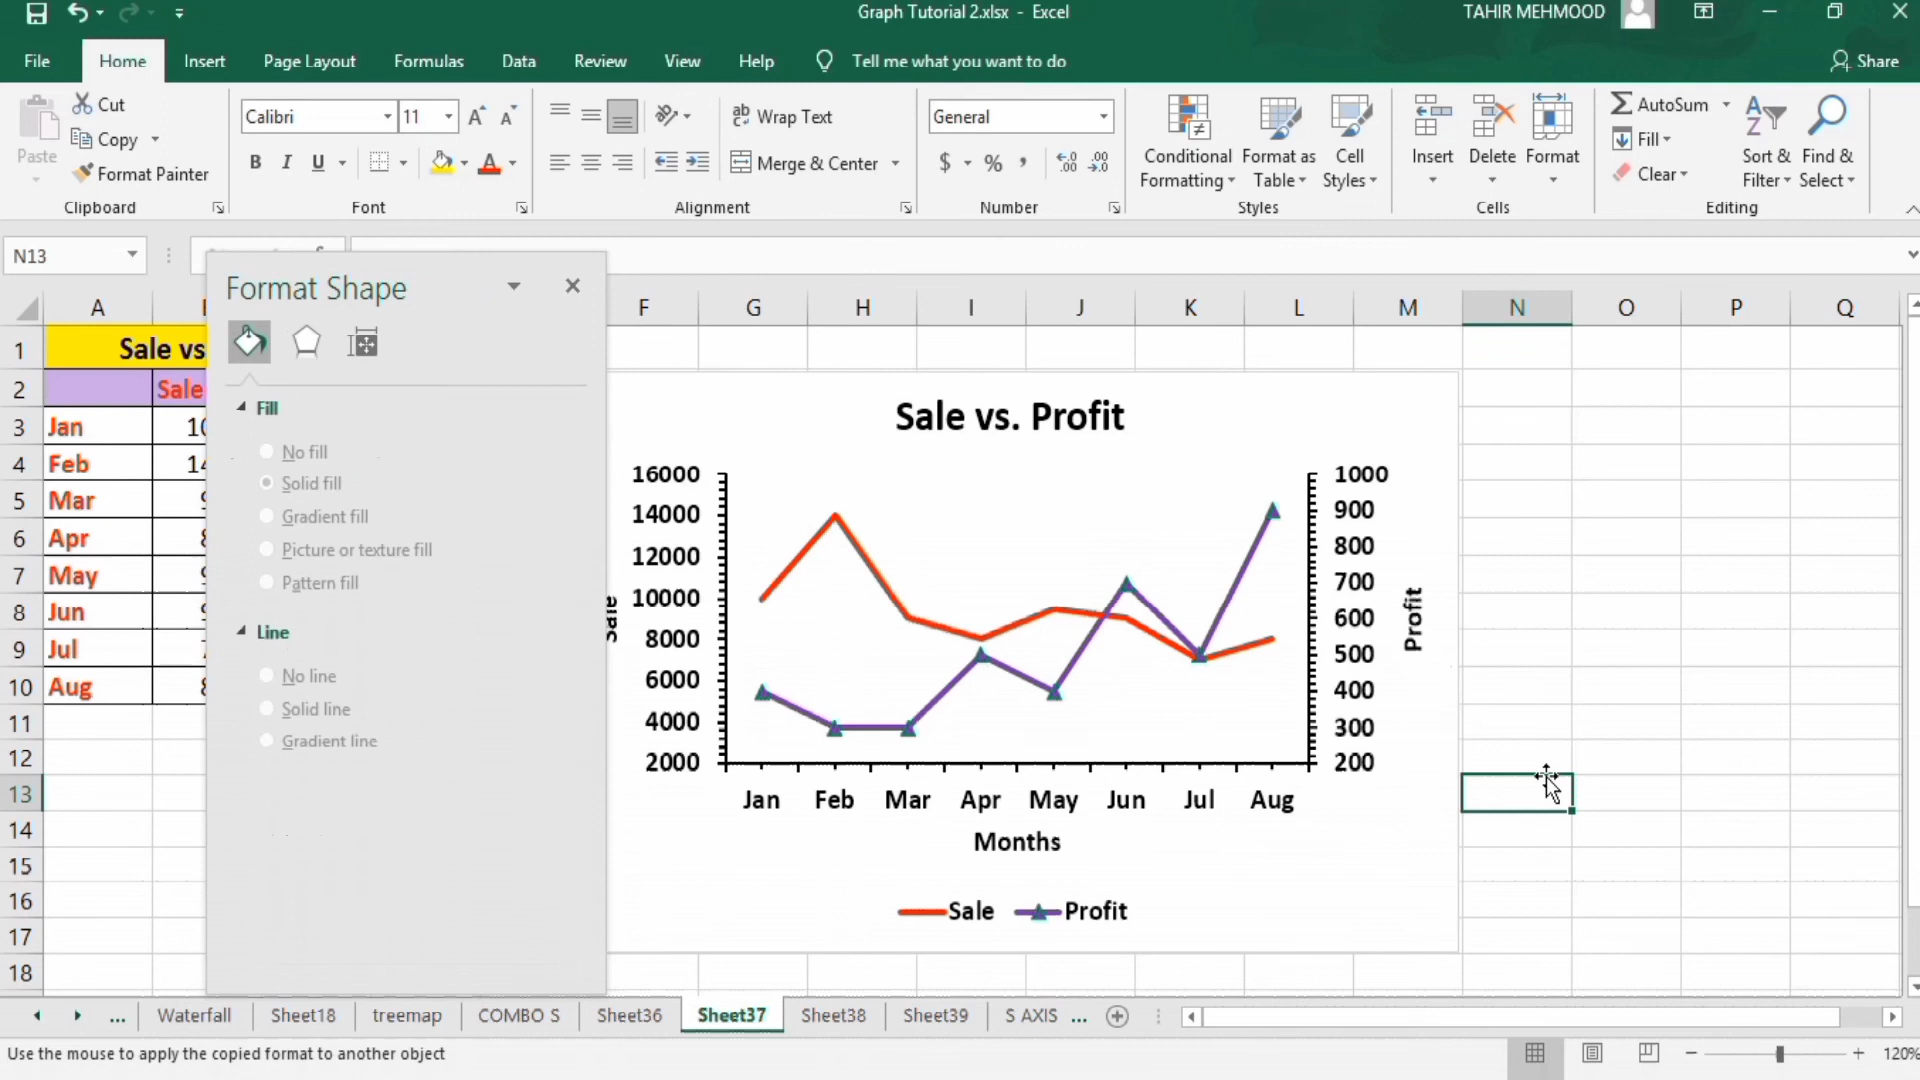 Graph Tutorial 2.xlsx - Excel
TAHIR MEHMOOD
File Home Insert Page Layout Formulas Data Review View Help Tell me what you want to do Share
Paste
Cut
Copy
Format Painter
Clipboard
Calibri 11
B I U A
Font
ab Wrap Text
Merge & Center
Alignment
General
$ % ,
Number
Conditional Formatting
Format as Table
Cell Styles
Styles
Insert Delete Format
Cells
AutoSum
Fill
Clear
Sort & Filter
Find & Select
Editing
N13
A F G H I J K L M N O P Q
1 Sale vs
2 Sale
3 Jan
4 Feb
5 Mar
6 Apr
7 May
8 Jun
9 Jul
10 Aug
11
12
13
14
15
16
17
18
Format Shape
Fill
No fill
Solid fill
Gradient fill
Picture or texture fill
Pattern fill
Line
No line
Solid line
Gradient line
Sale vs. Profit
16000
14000
12000
10000
8000
6000
4000
2000
Sale
1000
900
800
700
600
500
400
300
200
Profit
Jan Feb Mar Apr May Jun Jul Aug
Months
Sale Profit
... Waterfall Sheet18 treemap COMBO S Sheet36 Sheet37 Sheet38 Sheet39 S AXIS ...
Use the mouse to apply the copied format to another object
120%